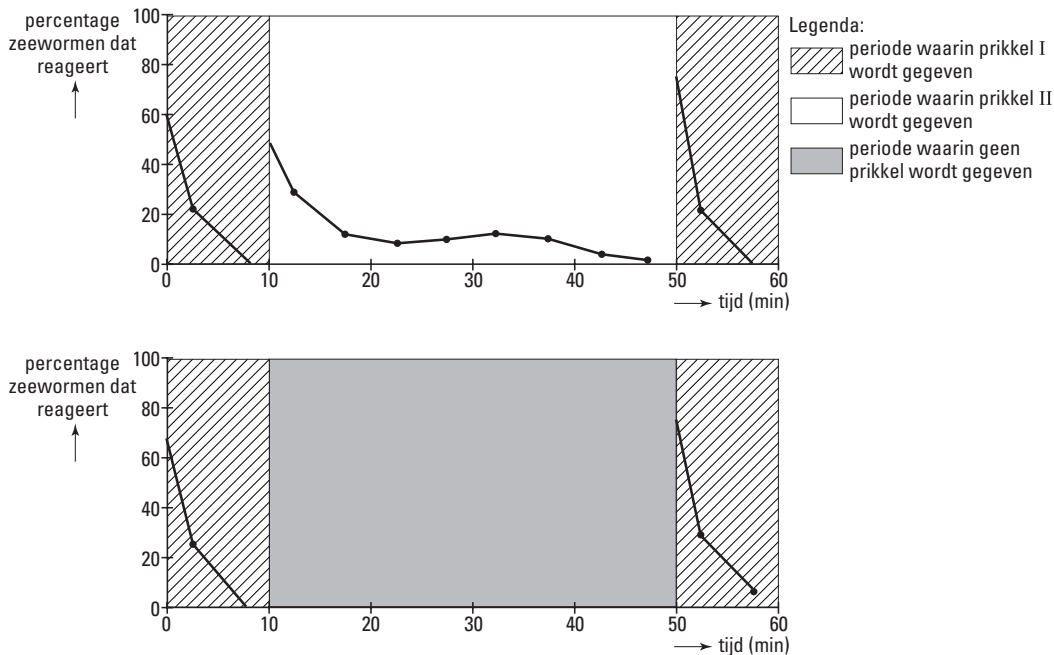 percentage
zeewormen dat
reageert
100
80
60
40
20
0
0 10 20 30 40 50 60
tijd (min)
Legenda:
periode waarin prikkel I
wordt gegeven
periode waarin prikkel II
wordt gegeven
periode waarin geen
prikkel wordt gegeven
percentage
zeewormen dat
reageert
100
80
60
40
20
0
0 10 20 30 40 50 60
tijd (min)